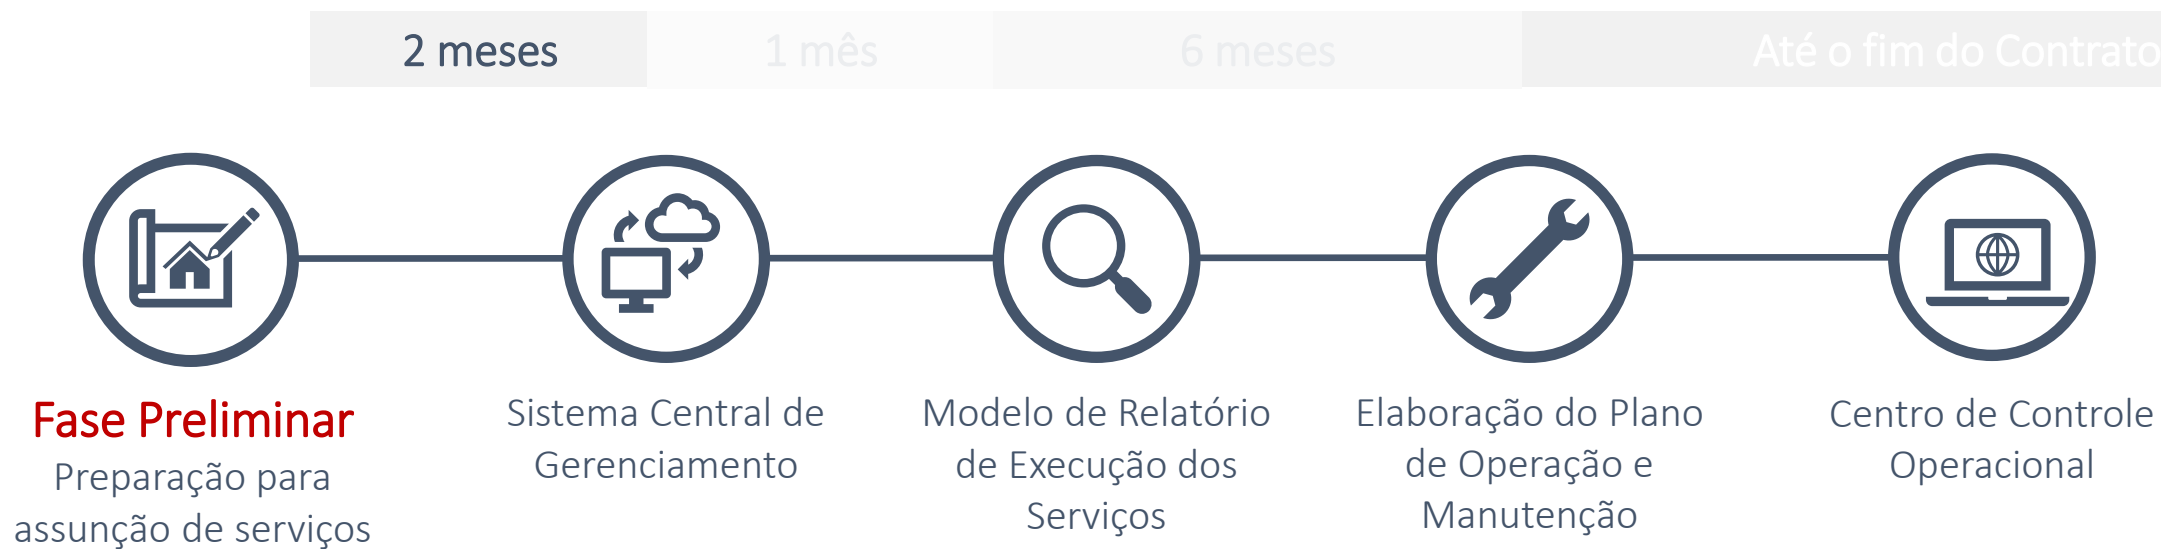 2 meses
1 mês
6 meses
Até o fim do Contrato
Fase Preliminar
Preparação para
assunção de serviços
Sistema Central de
Gerenciamento
Modelo de Relatório
de Execução dos
Serviços
Elaboração do Plano
de Operação e
Manutenção
Centro de Controle
Operacional